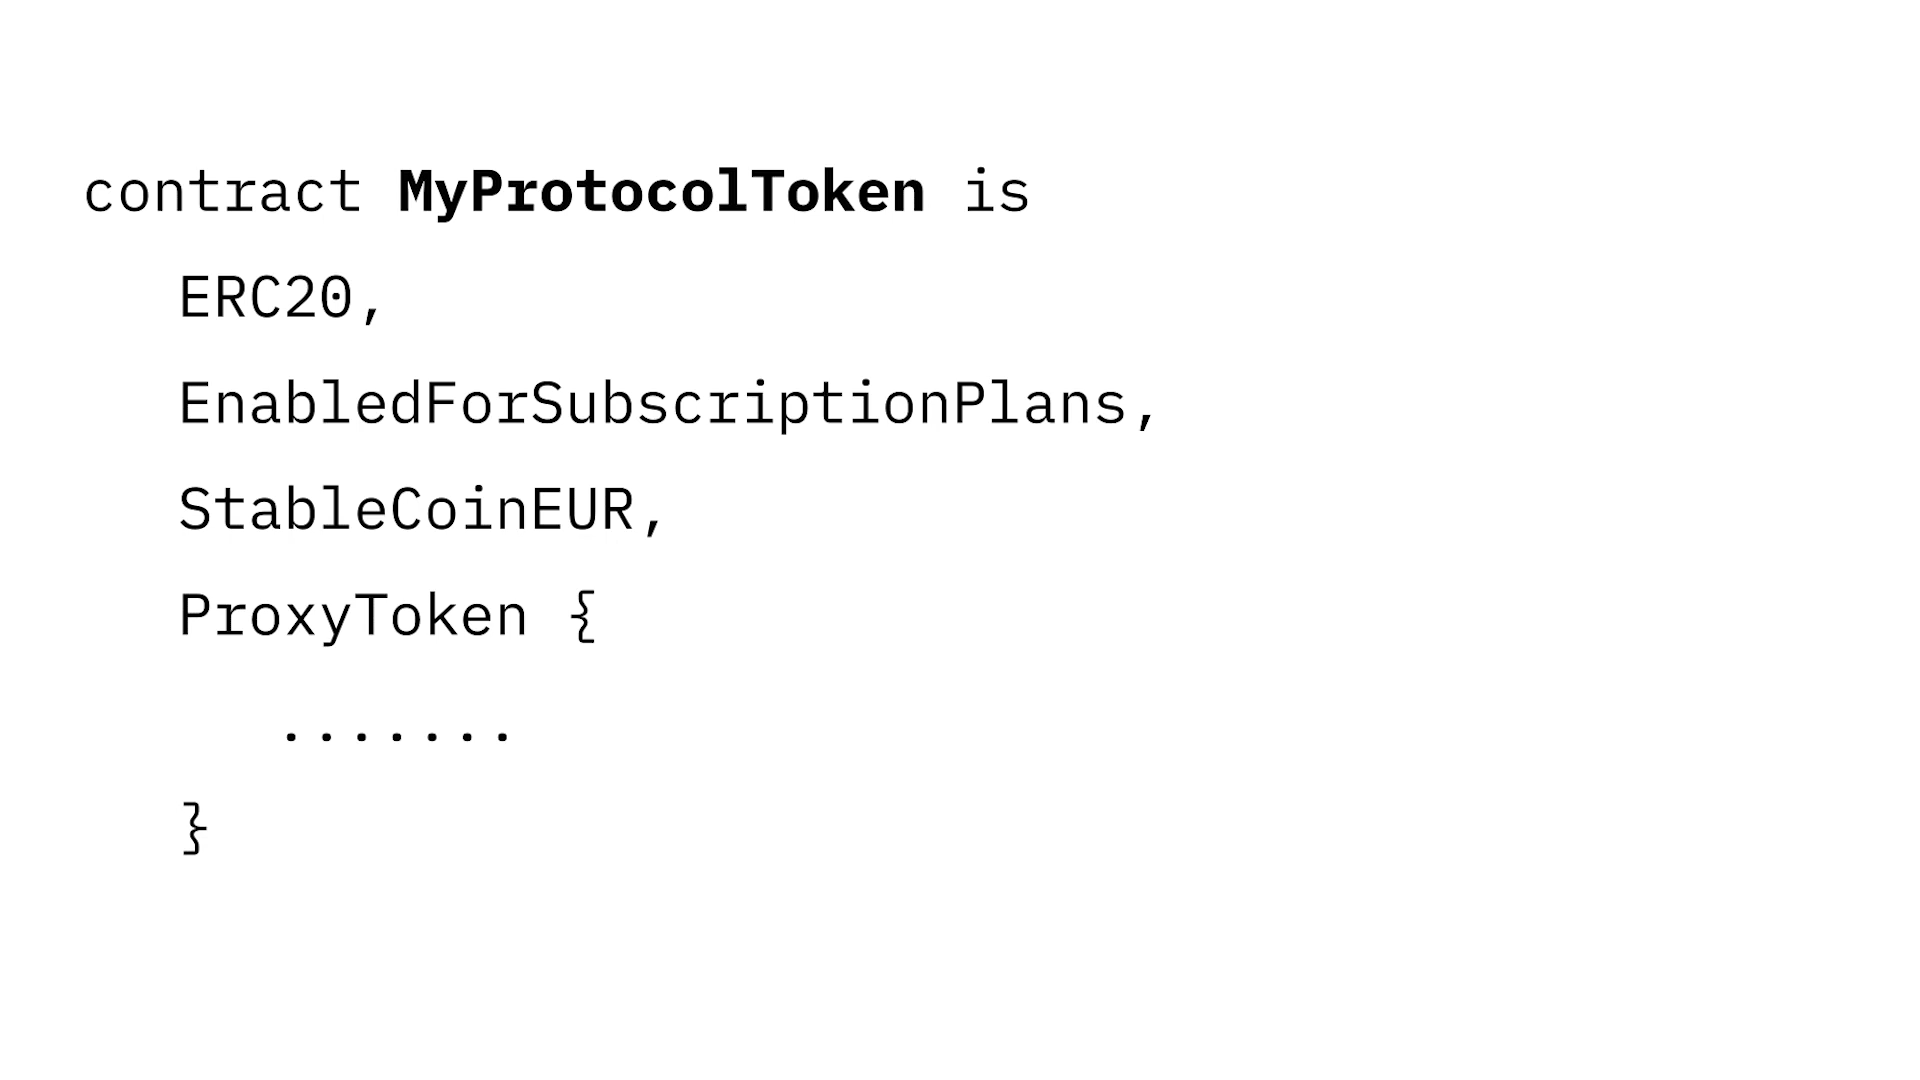 contract MyProtocolToken is
ERC20,
EnabledForSubscriptionPlans,
StableCoinEUR,
ProxyToken {
.......
}